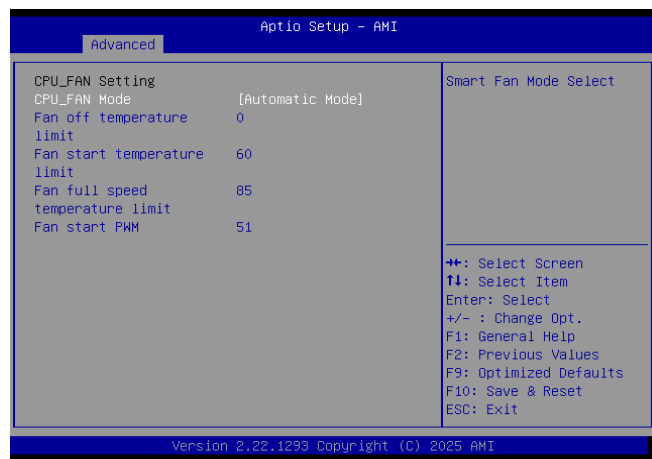 Aptio Setup – AMI
Advanced
CPU_FAN Setting
CPU_FAN Mode [Automatic Mode]
Fan off temperature 0
limit
Fan start temperature 60
limit
Fan full speed 85
temperature limit
Fan start PWM 51
Smart Fan Mode Select
→←: Select Screen
↑↓: Select Item
Enter: Select
+/- : Change Opt.
F1: General Help
F2: Previous Values
F9: Optimized Defaults
F10: Save & Reset
ESC: Exit
Version 2.22.1293 Copyright (C) 2025 AMI